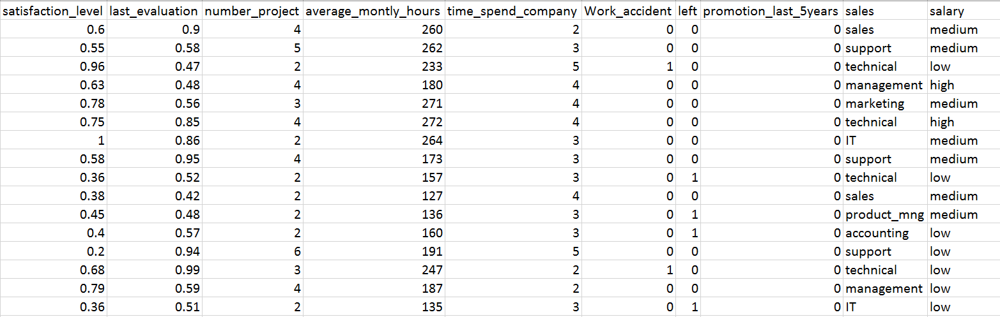 satisfaction_level last_evaluation number_project average_montly_hours time_spend_company Work_accident left promotion_last_5years sales salary
0.6 0.9 4 260 2 0 0 0 sales medium
0.55 0.58 5 262 3 0 0 0 support medium
0.96 0.47 2 233 5 1 0 0 technical low
0.63 0.48 4 180 4 0 0 0 management high
0.78 0.56 3 271 4 0 0 0 marketing medium
0.75 0.85 4 272 4 0 0 0 technical high
1 0.86 2 264 3 0 0 0 IT medium
0.58 0.95 4 173 3 0 0 0 support medium
0.36 0.52 2 157 3 0 1 0 technical low
0.38 0.42 2 127 4 0 0 0 sales medium
0.45 0.48 2 136 3 0 1 0 product_mng medium
0.4 0.57 2 160 3 0 1 0 accounting low
0.2 0.94 6 191 5 0 0 0 support low
0.68 0.99 3 247 2 1 0 0 technical low
0.79 0.59 4 187 2 0 0 0 management low
0.36 0.51 2 135 3 0 1 0 IT low